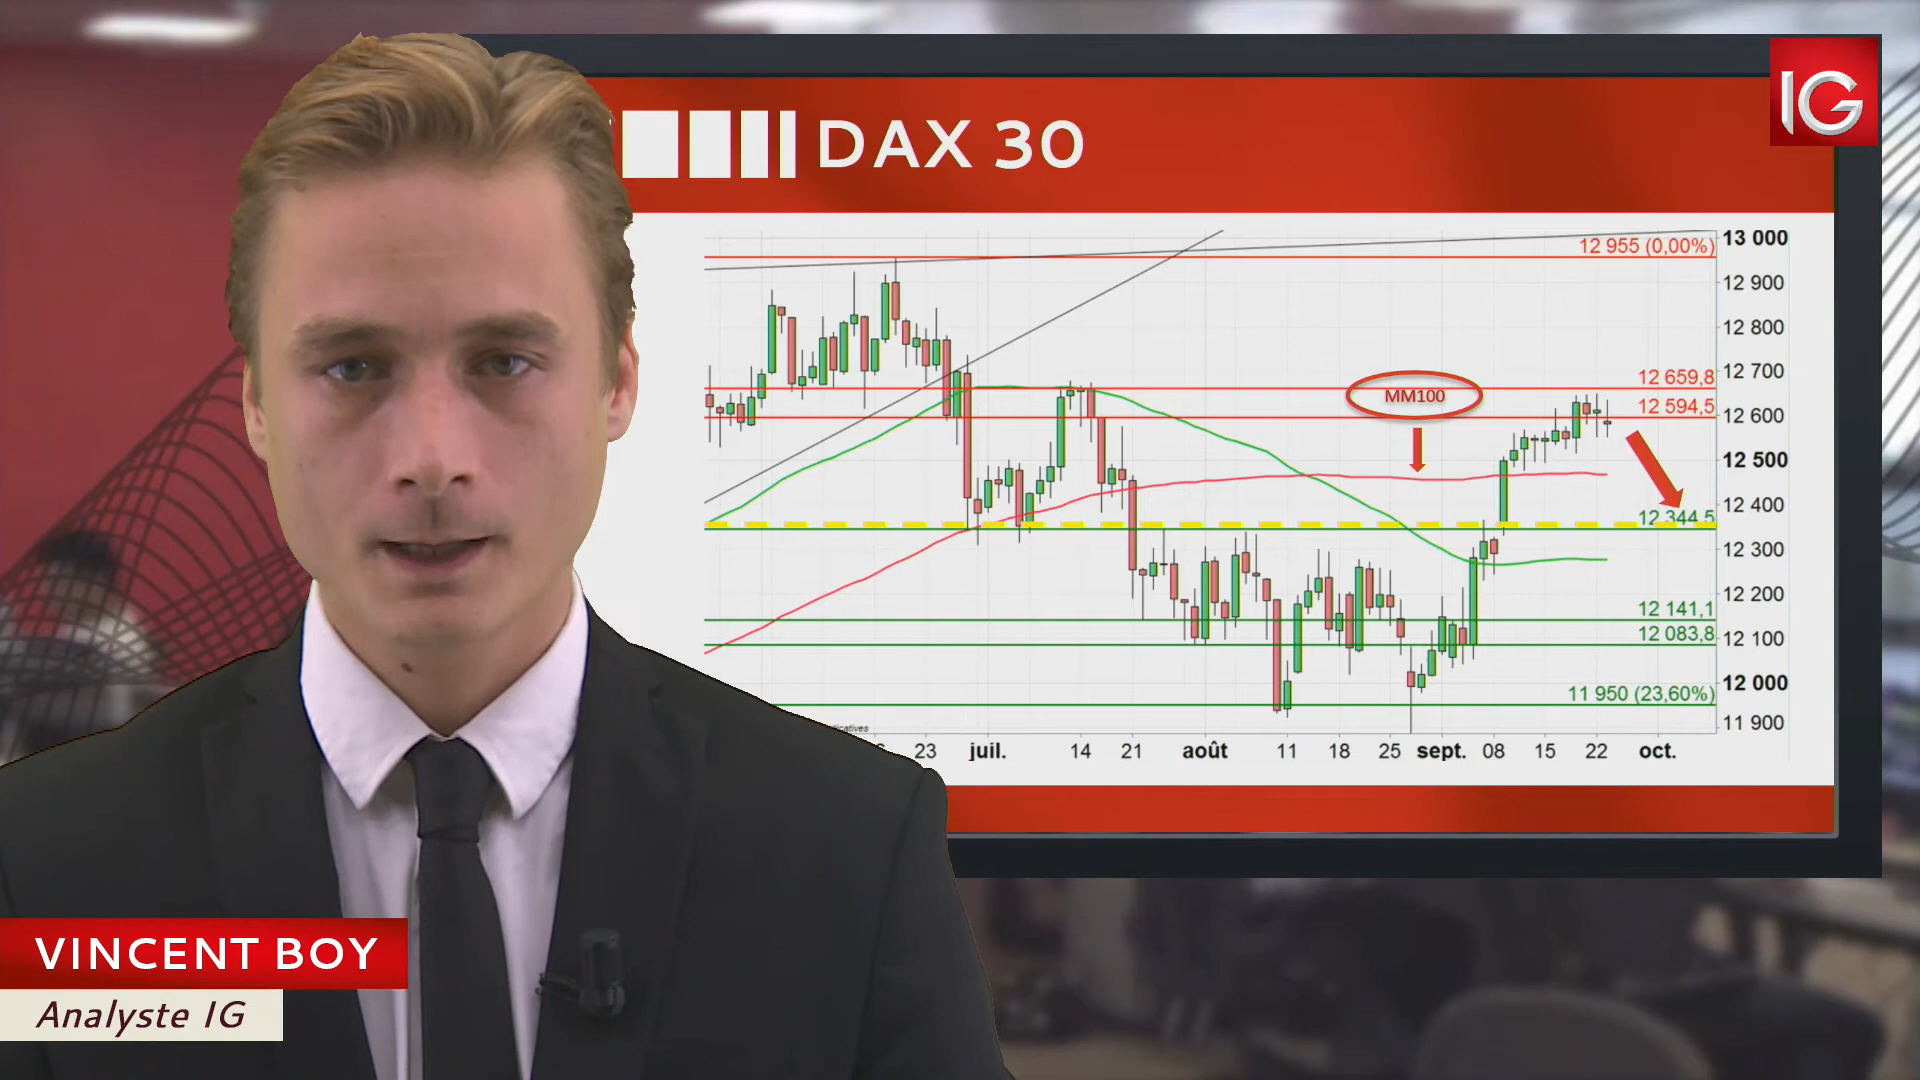 IG
DAX 30
13 000
12 955 (0,00%)
12 900
12 800
12 700
12 659,8
MM100
12 594,5
12 600
12 500
12 400
12 344,5
12 300
12 200
12 141,1
12 100
12 083,8
12 000
11 950 (23,60%)
11 900
23 juil. 14 21 août 11 18 25 sept. 08 15 22 oct.
VINCENT BOY
Analyste IG